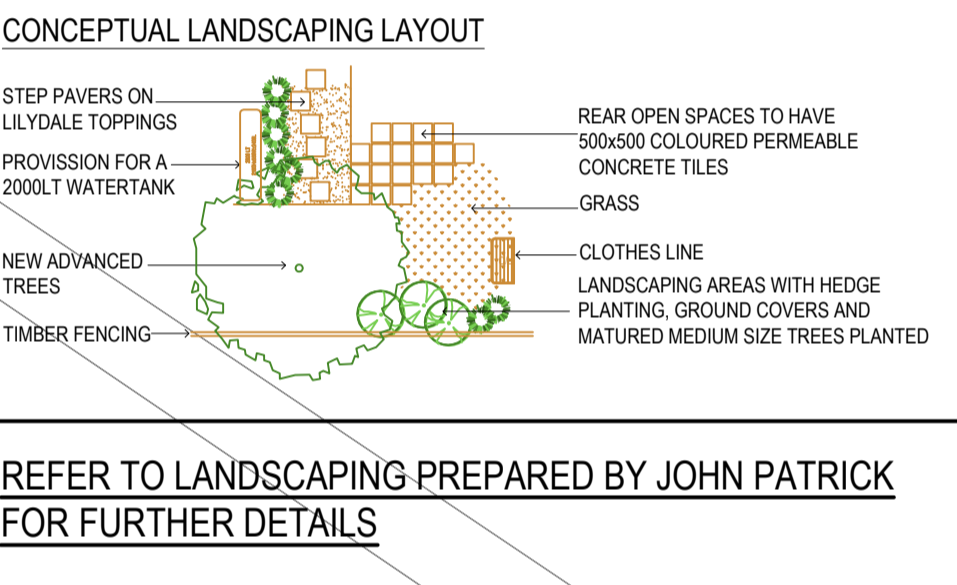 CONCEPTUAL LANDSCAPING LAYOUT
STEP PAVERS ON
LILYDALE TOPPINGS
PROVISSION FOR A
2000LT WATERTANK
NEW ADVANCED
TREES
TIMBER FENCING
REAR OPEN SPACES TO HAVE
500x500 COLOURED PERMEABLE
CONCRETE TILES
GRASS
CLOTHES LINE
LANDSCAPING AREAS WITH HEDGE
PLANTING, GROUND COVERS AND
MATURED MEDIUM SIZE TREES PLANTED
REFER TO LANDSCAPING PREPARED BY JOHN PATRICK
FOR FURTHER DETAILS